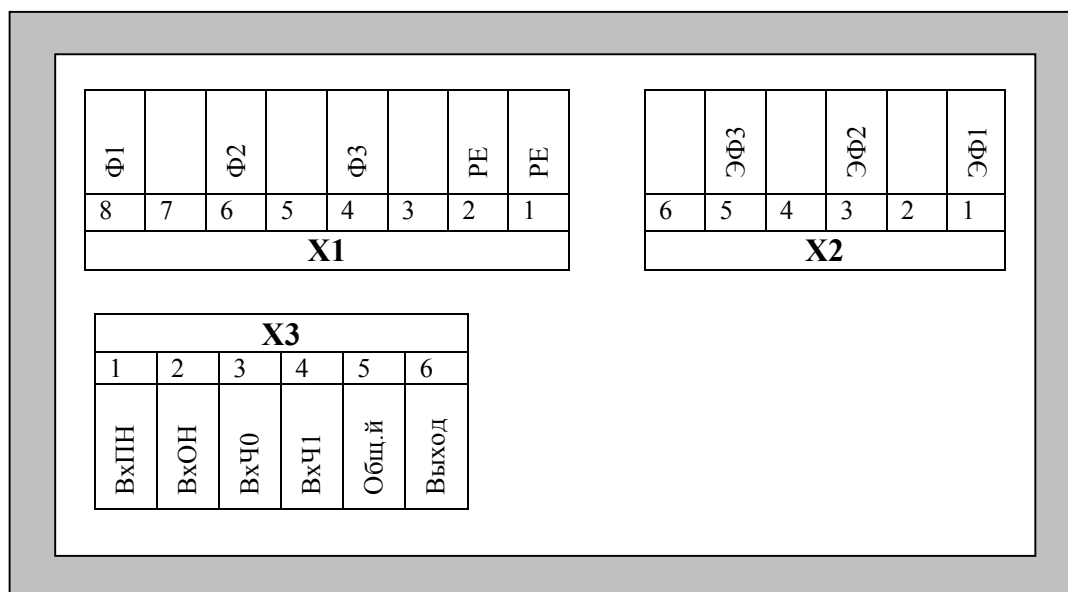 Ф1 Ф2 Ф3 PE PE
8 7 6 5 4 3 2 1
X1
ЭФ3 ЭФ2 ЭФ1
6 5 4 3 2 1
X2
X3
1 2 3 4 5 6
ВхПН ВхОН ВхЧ0 ВхЧ1 Общ.й Выход